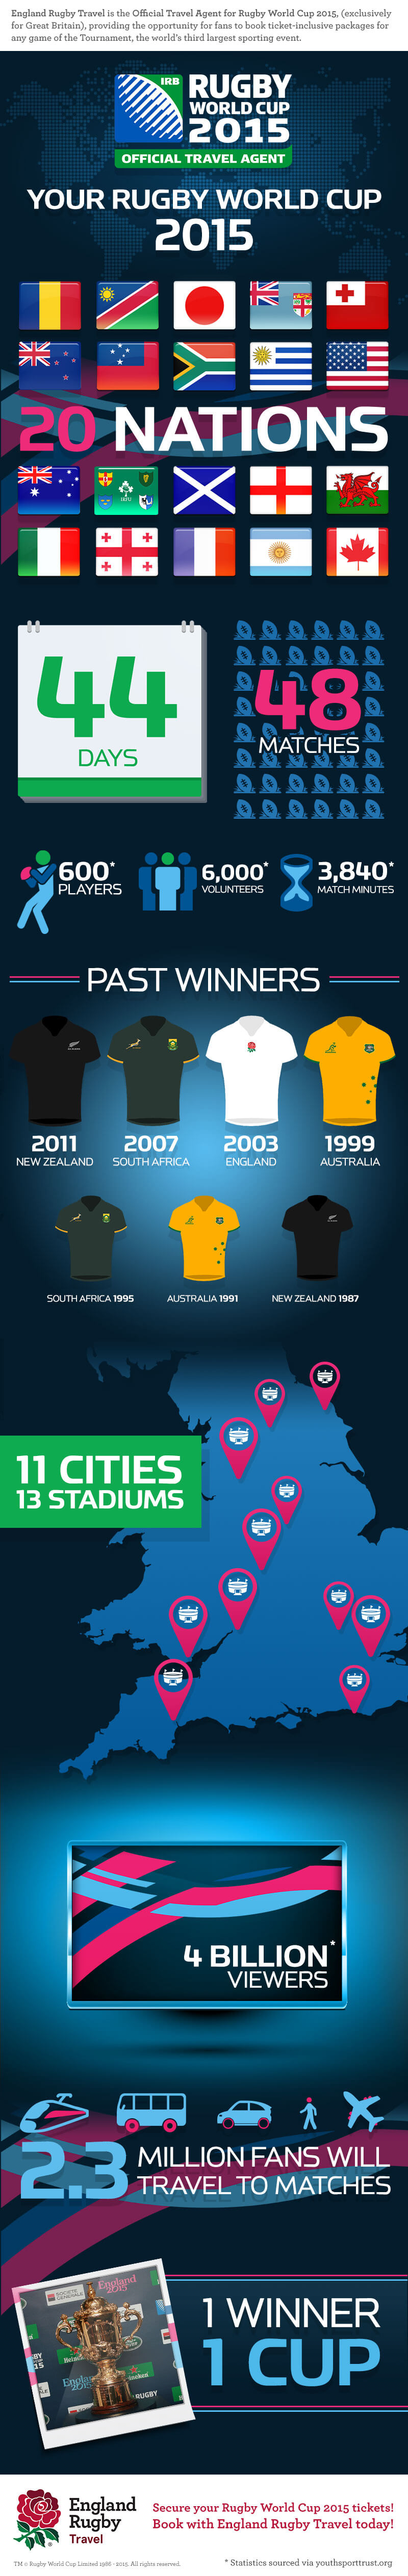 England Rugby Travel is the Official Travel Agent for Rugby World Cup 2015, (exclusively
for Great Britain), providing the opportunity for fans to book ticket-inclusive packages for
any game of the Tournament, the world's third largest sporting event.
IRB RUGBY
WORLD CUP
2015
OFFICIAL TRAVEL AGENT
YOUR RUGBY WORLD CUP
2015
20 NATIONS
IRFU
44
DAYS
48
MATCHES
600*
PLAYERS
6,000*
VOLUNTEERS
3,840*
MATCH MINUTES
PAST WINNERS
2011
NEW ZEALAND
2007
SOUTH AFRICA
2003
ENGLAND
1999
AUSTRALIA
SOUTH AFRICA 1995
AUSTRALIA 1991
NEW ZEALAND 1987
11 CITIES
13 STADIUMS
4 BILLION*
VIEWERS
2.3 MILLION FANS WILL
TRAVEL TO MATCHES
SOCIETE
GENERALE
England
2015
RUGBY
1 WINNER
1 CUP
England
Rugby
Travel
Secure your Rugby World Cup 2015 tickets!
Book with England Rugby Travel today!
TM © Rugby World Cup Limited 1986 - 2015. All rights reserved.
* Statistics sourced via youthsporttrust.org